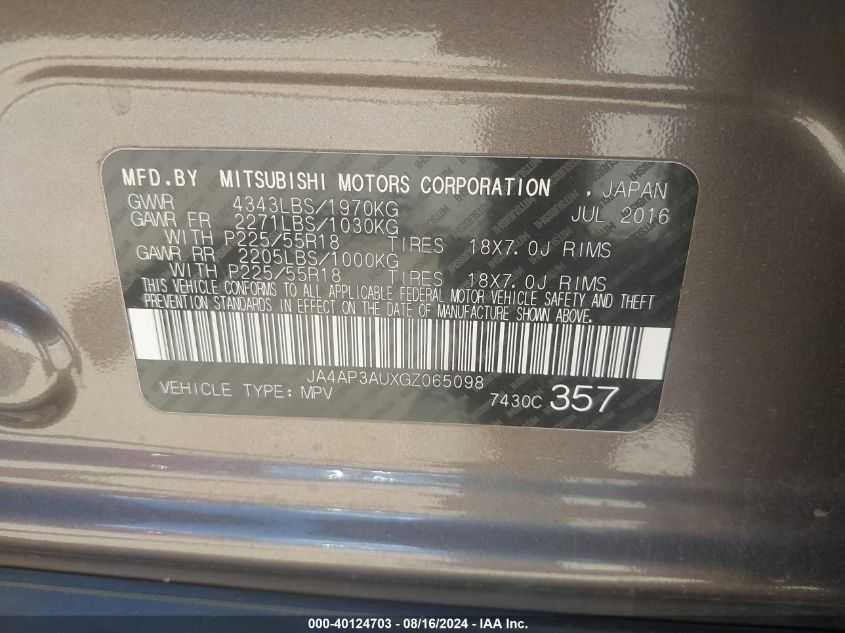 MFD.BY MITSUBISHI MOTORS CORPORATION , JAPAN
GVWR 4343LBS/1970KG JUL 2016
GAWR FR 2271LBS/1030KG
WITH P225/55R18 TIRES 18X7.0J RIMS
GAWR RR 2205LBS/1000KG
WITH P225/55R18 TIRES 18X7.0J RIMS
THIS VEHICLE CONFORMS TO ALL APPLICABLE FEDERAL MOTOR VEHICLE SAFETY AND THEFT
PREVENTION STANDARDS IN EFFECT ON THE DATE OF MANUFACTURE SHOWN ABOVE.
JA4AP3AUXGZ065098
VEHICLE TYPE:MPV 7430C 357
000-40124703 - 08/16/2024 - IAA Inc.